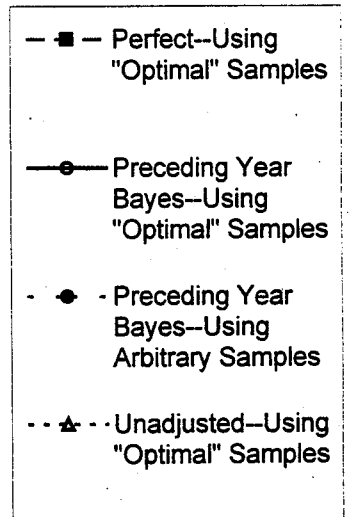 Perfect--Using
"Optimal" Samples
Preceding Year
Bayes--Using
"Optimal" Samples
Preceding Year
Bayes--Using
Arbitrary Samples
Unadjusted--Using
"Optimal" Samples